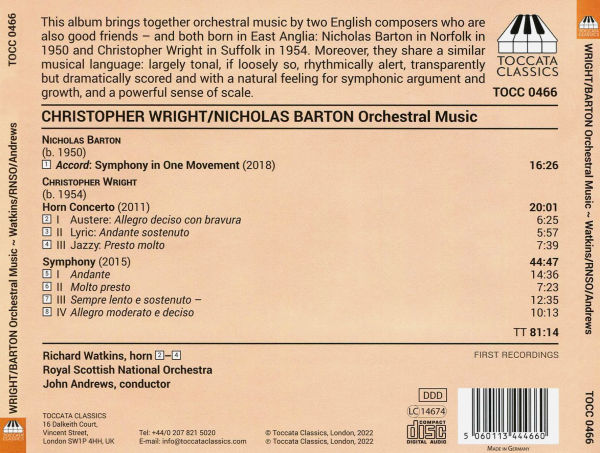 TOCC 0466
WRIGHT/BARTON Orchestral Music ~ Watkins/RNSO/Andrews
TOCCATA
CLASSICS
This album brings together orchestral music by two English composers who are
also good friends – and both born in East Anglia: Nicholas Barton in Norfolk in
1950 and Christopher Wright in Suffolk in 1954. Moreover, they share a similar
musical language: largely tonal, if loosely so, rhythmically alert, transparently
but dramatically scored and with a natural feeling for symphonic argument and
growth, and a powerful sense of scale.
TOCCATA
CLASSICS
TOCC 0466
CHRISTOPHER WRIGHT/NICHOLAS BARTON Orchestral Music
NICHOLAS BARTON
(b. 1950)
1 Accord: Symphony in One Movement (2018) 16:26
CHRISTOPHER WRIGHT
(b. 1954)
Horn Concerto (2011) 20:01
2 I Austere: Allegro deciso con bravura 6:25
3 II Lyric: Andante sostenuto 5:57
4 III Jazzy: Presto molto 7:39
Symphony (2015) 44:47
5 I Andante 14:36
6 II Molto presto 7:23
7 III Sempre lento e sostenuto – 12:35
8 IV Allegro moderato e deciso 10:13
TT 81:14
Richard Watkins, horn 2–4
Royal Scottish National Orchestra
John Andrews, conductor
FIRST RECORDINGS
TOCCATA CLASSICS
16 Dalkeith Court,
Vincent Street,
London SW1P 4HH, UK
Tel: +44/0 207 821 5020
E-mail: info@toccataclassics.com
© Toccata Classics, London, 2022
℗ Toccata Classics, London, 2022
DDD
LC 14674
COMPACT
disc
DIGITAL AUDIO
5 060113 444660
MADE IN GERMANY
TOCCATA
CLASSICS
WRIGHT/BARTON Orchestral Music ~ Watkins/RNSO/Andrews
TOCC 0466